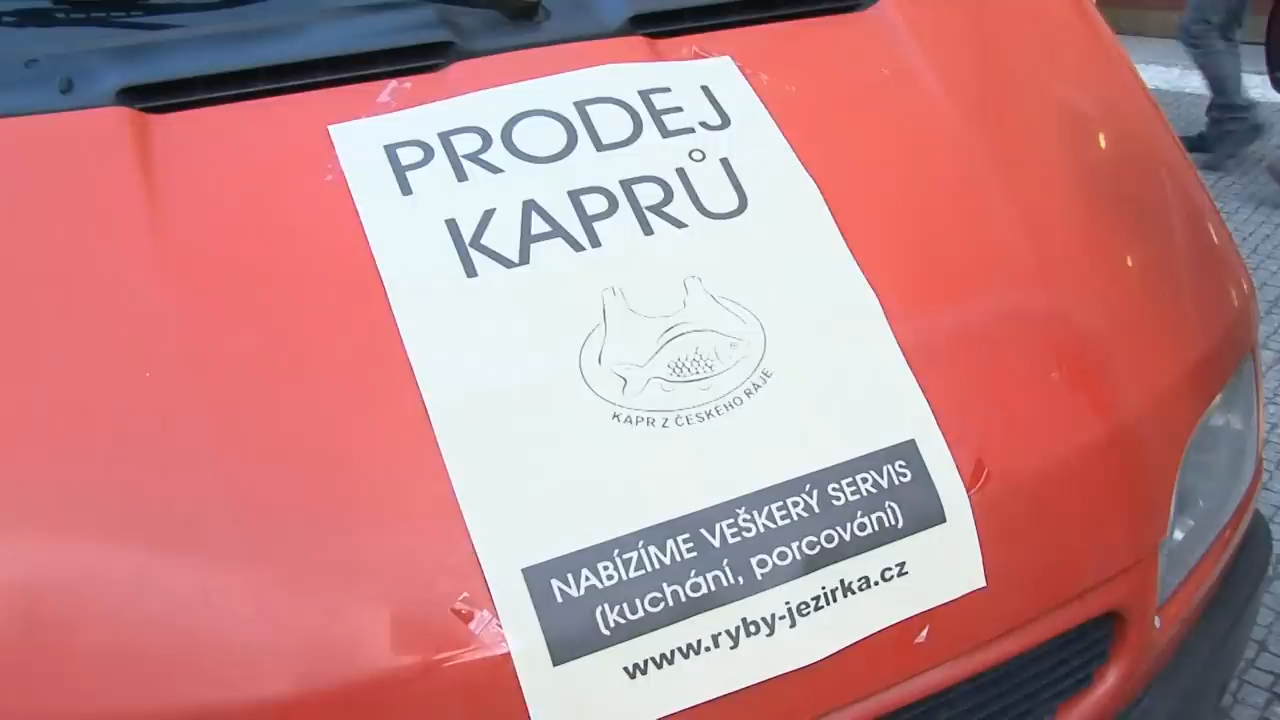 PRODEJ
KAPRŮ
KAPR Z ČESKÉHO RÁJE
NABÍZÍME VEŠKERÝ SERVIS
(kuchání, porcování)
www.ryby-jezirka.cz